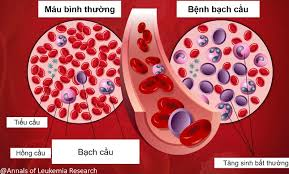 Máu bình thường
Bệnh bạch cầu
Tiểu cầu
Hồng cầu
Bạch cầu
Tăng sinh bất thường
@Annals of Leukemia Research